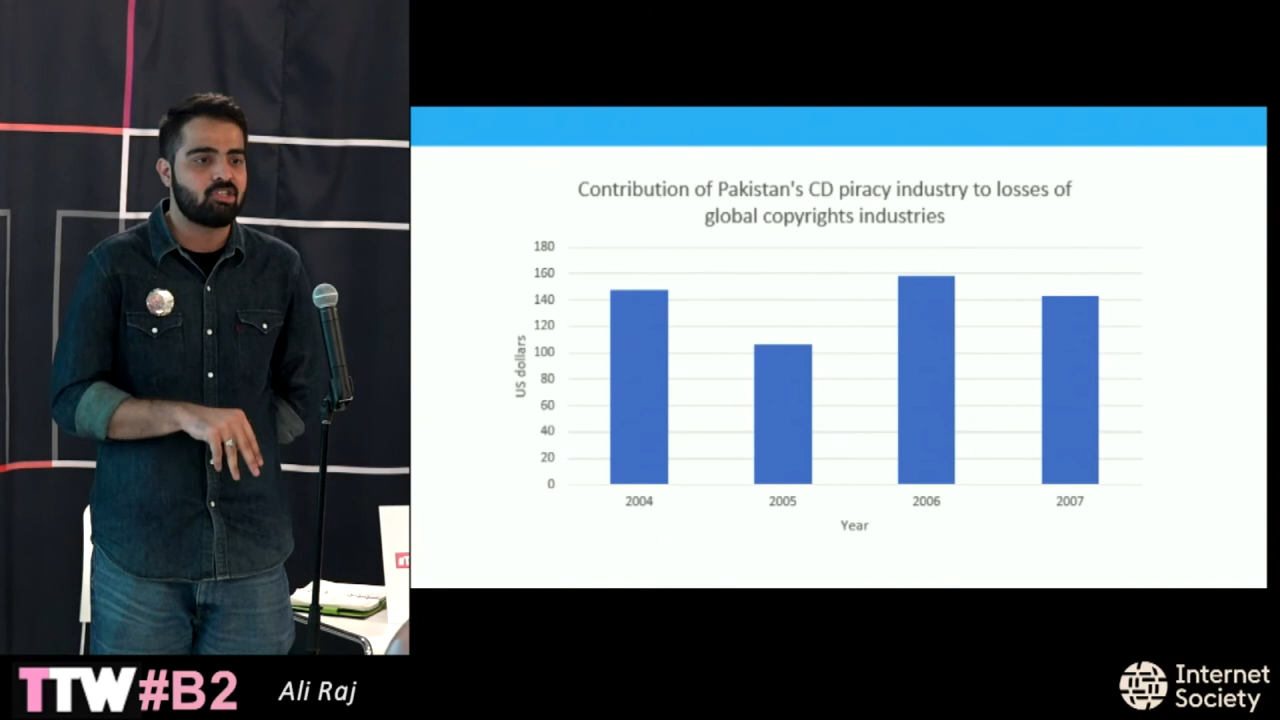 Contribution of Pakistan's CD piracy industry to losses of
global copyrights industries
180
160
140
120
100
80
60
40
20
0
US dollars
2004
2005
2006
2007
Year
TTW#B2
Ali Raj
Internet
Society